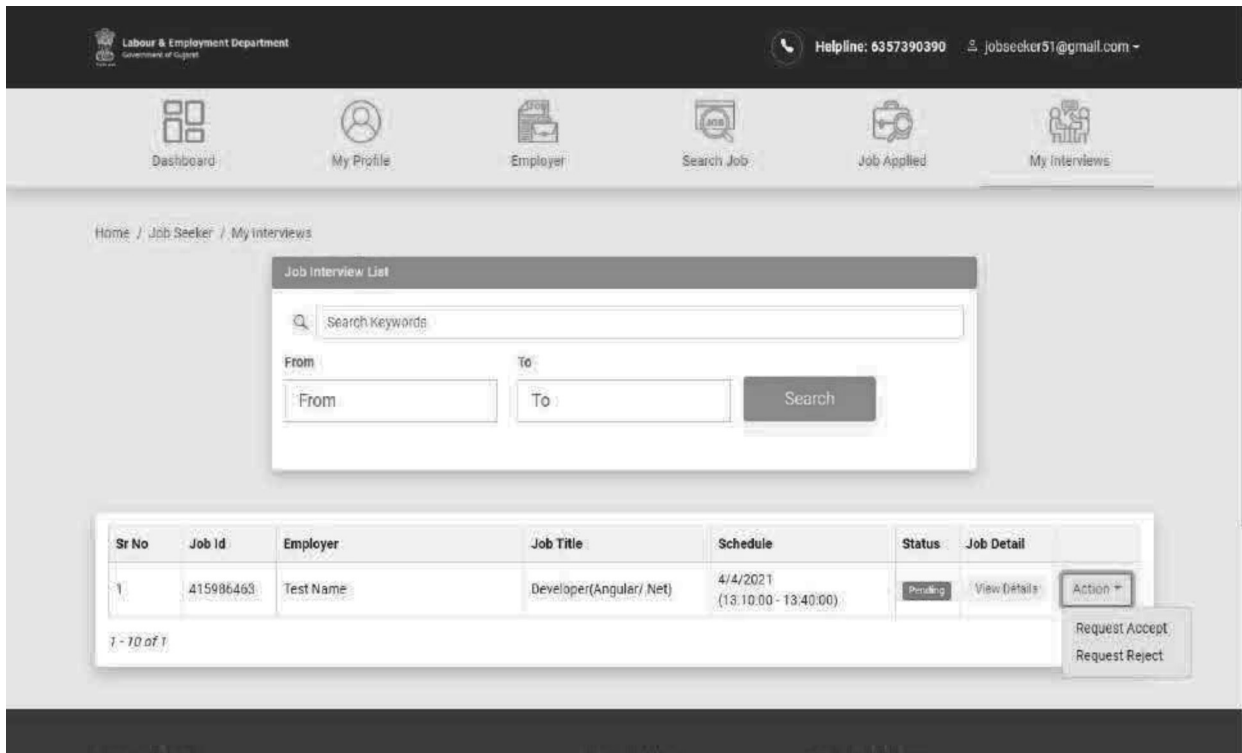 Labour & Employment Department
Government of Gujarat
Helpline: 6357390390 jobseeker51@gmail.com
Dashboard My Profile Employer Search Job Job Applied My Interviews
Home / Job Seeker / My Interviews
Job Interview List
Search Keywords
From To
From To Search
Sr No Job Id Employer Job Title Schedule Status Job Detail
1 415986463 Test Name Developer(Angular/.Net) 4/4/2021 Pending View Details Action
(13:10:00 - 13:40:00)
1 - 10 of 1
Request Accept
Request Reject